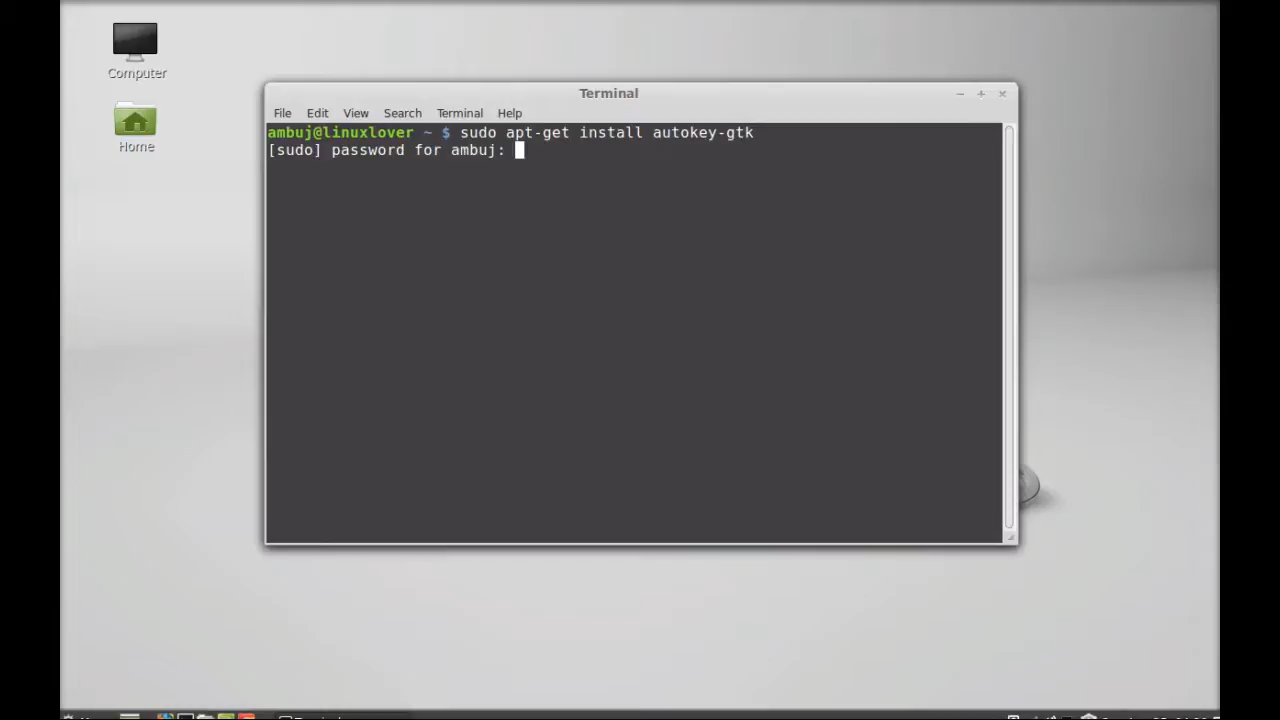 Computer
Home
Terminal
File Edit View Search Terminal Help
ambuj@linuxlover ~ $ sudo apt-get install autokey-gtk
[sudo] password for ambuj: